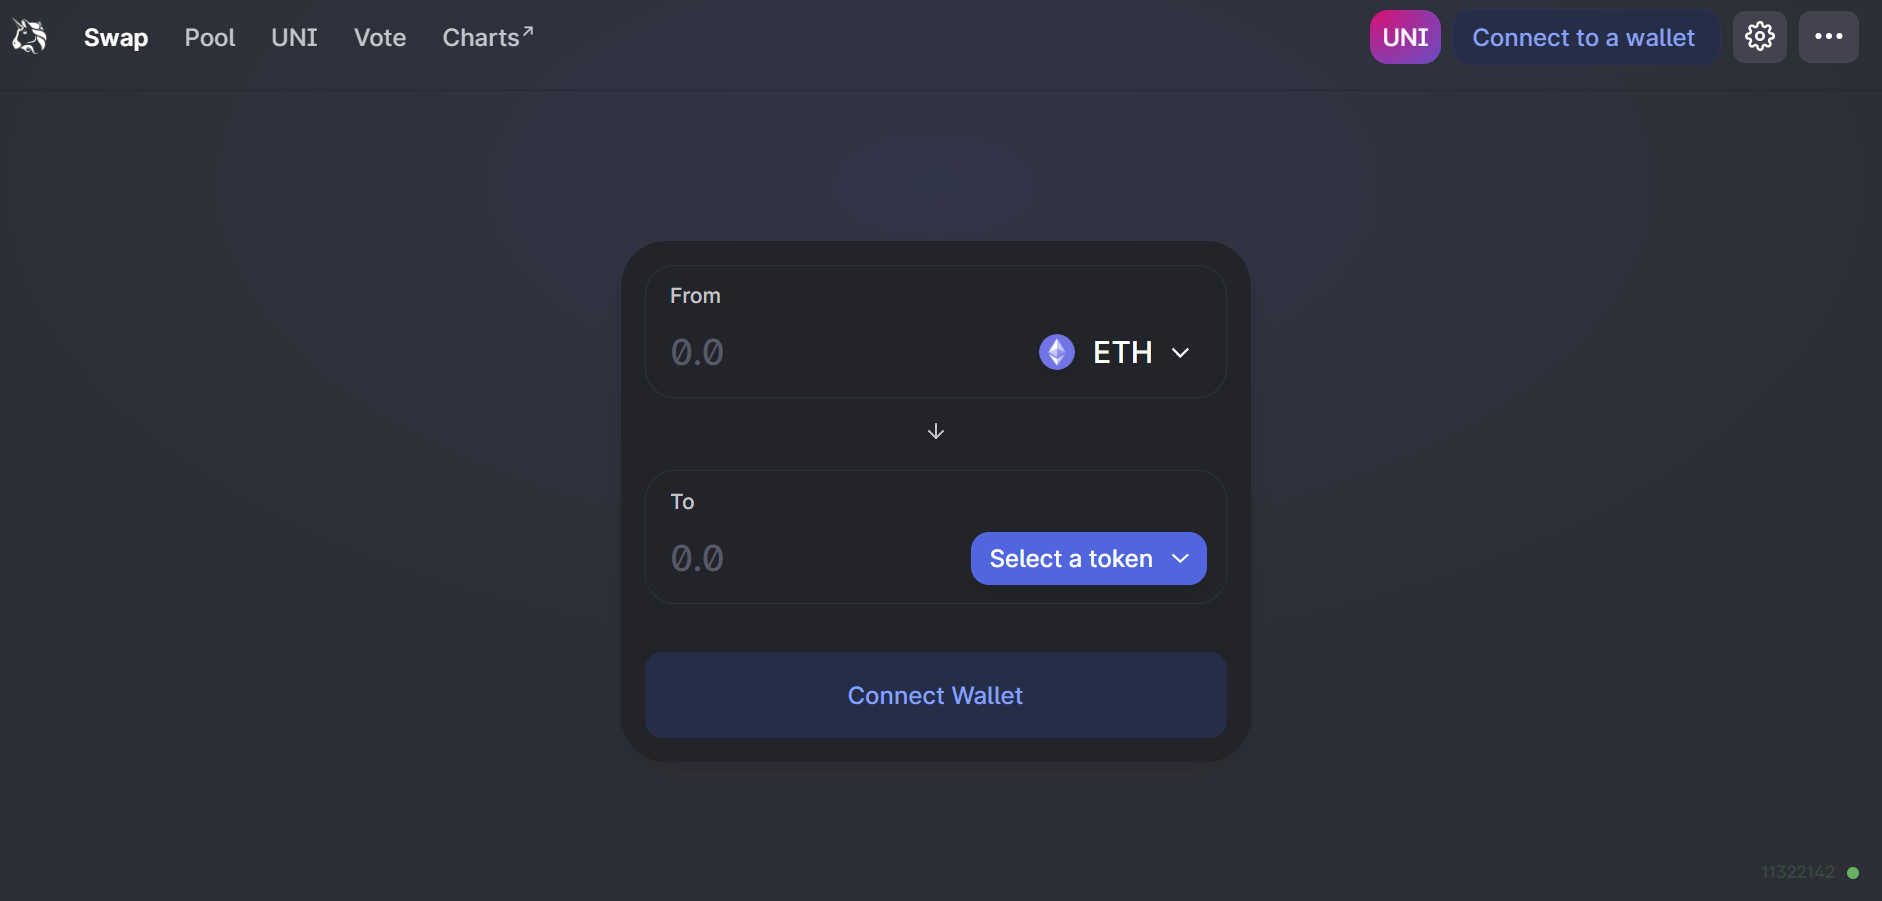 Swap Pool UNI Vote Charts↗ UNI Connect to a wallet
From
0.0 ETH
To
0.0 Select a token
Connect Wallet
11322142